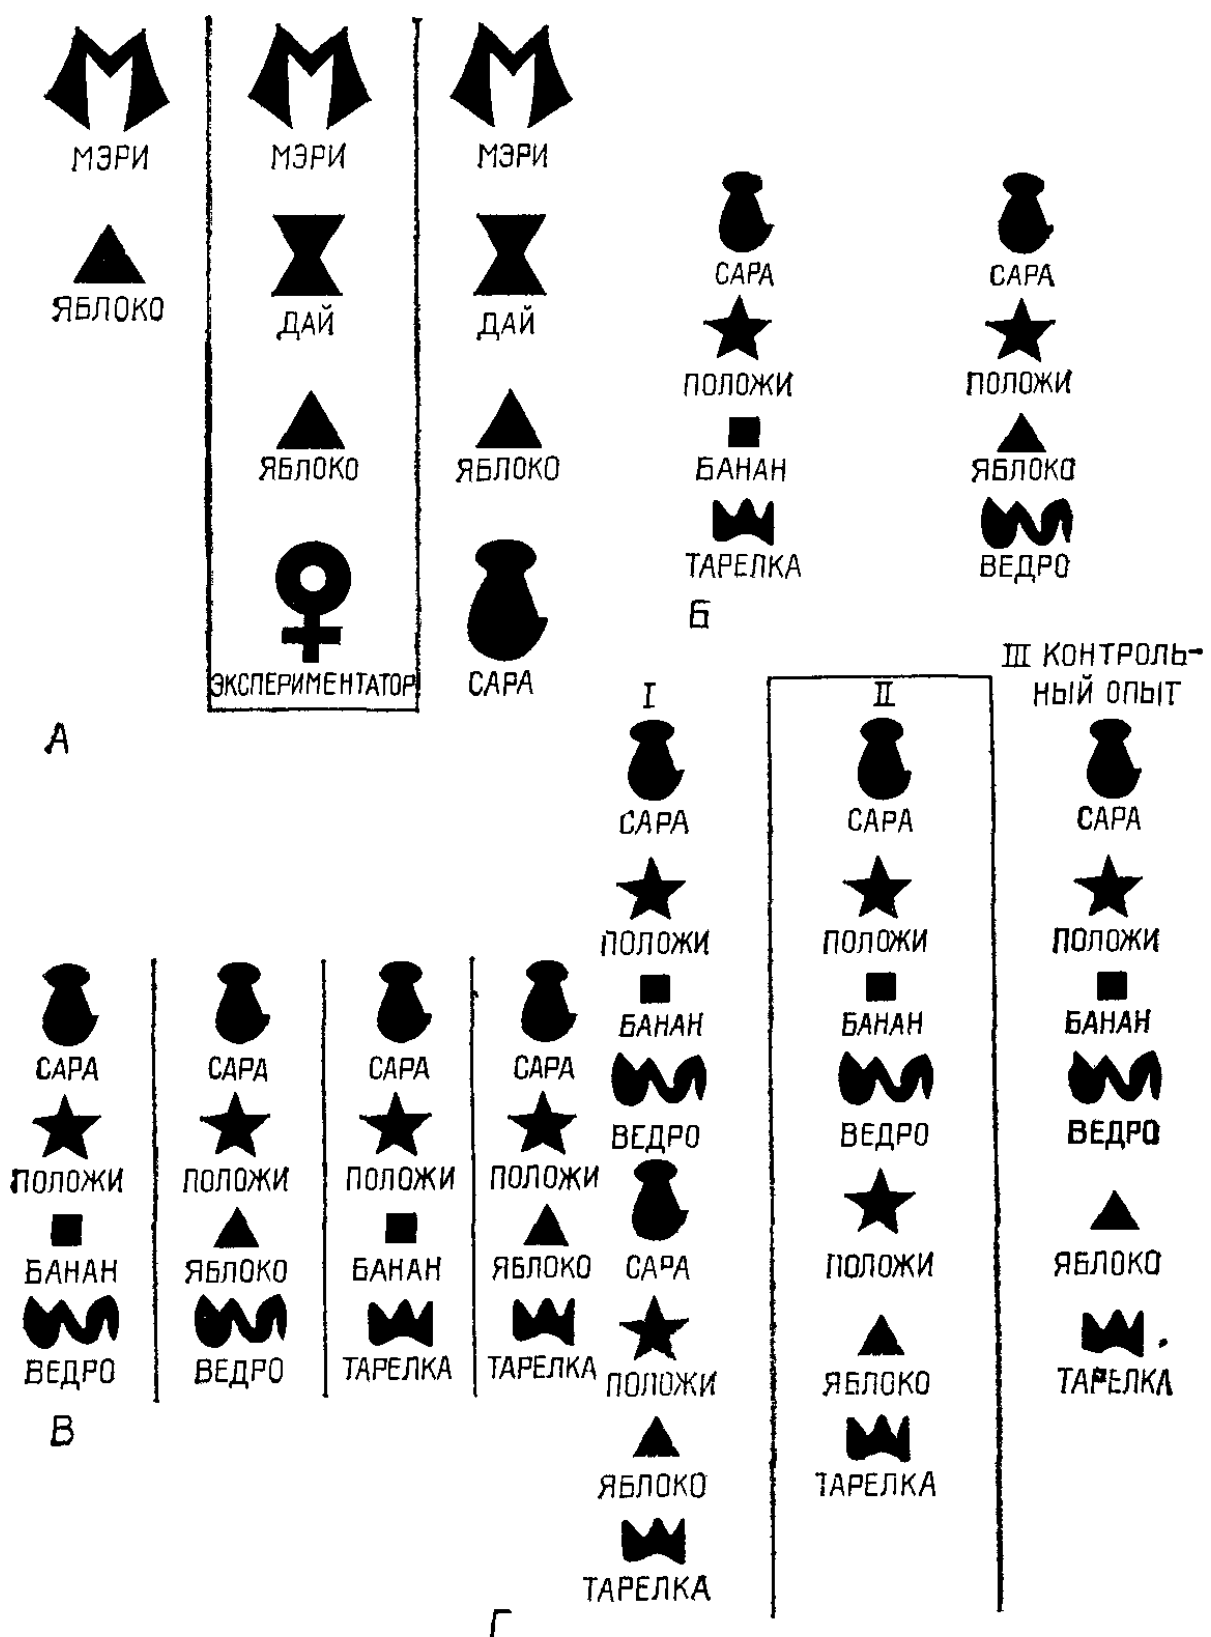 МЭРИ
ЯБЛОКО
МЭРИ
ДАЙ
ЯБЛОКО
ЭКСПЕРИМЕНТАТОР
МЭРИ
ДАЙ
ЯБЛОКО
САРА
А
САРА
ПОЛОЖИ
БАНАН
ТАРЕЛКА
САРА
ПОЛОЖИ
ЯБЛОКО
ВЕДРО
Б
САРА
ПОЛОЖИ
БАНАН
ВЕДРО
САРА
ПОЛОЖИ
ЯБЛОКО
ВЕДРО
САРА
ПОЛОЖИ
БАНАН
ТАРЕЛКА
САРА
ПОЛОЖИ
ЯБЛОКО
ТАРЕЛКА
В
I
САРА
ПОЛОЖИ
БАНАН
ВЕДРО
САРА
ПОЛОЖИ
ЯБЛОКО
ТАРЕЛКА
II
САРА
ПОЛОЖИ
БАНАН
ВЕДРО
ПОЛОЖИ
ЯБЛОКО
ТАРЕЛКА
III КОНТРОЛЬ-
НЫЙ ОПЫТ
САРА
ПОЛОЖИ
БАНАН
ВЕДРО
ЯБЛОКО
ТАРЕЛКА
Г